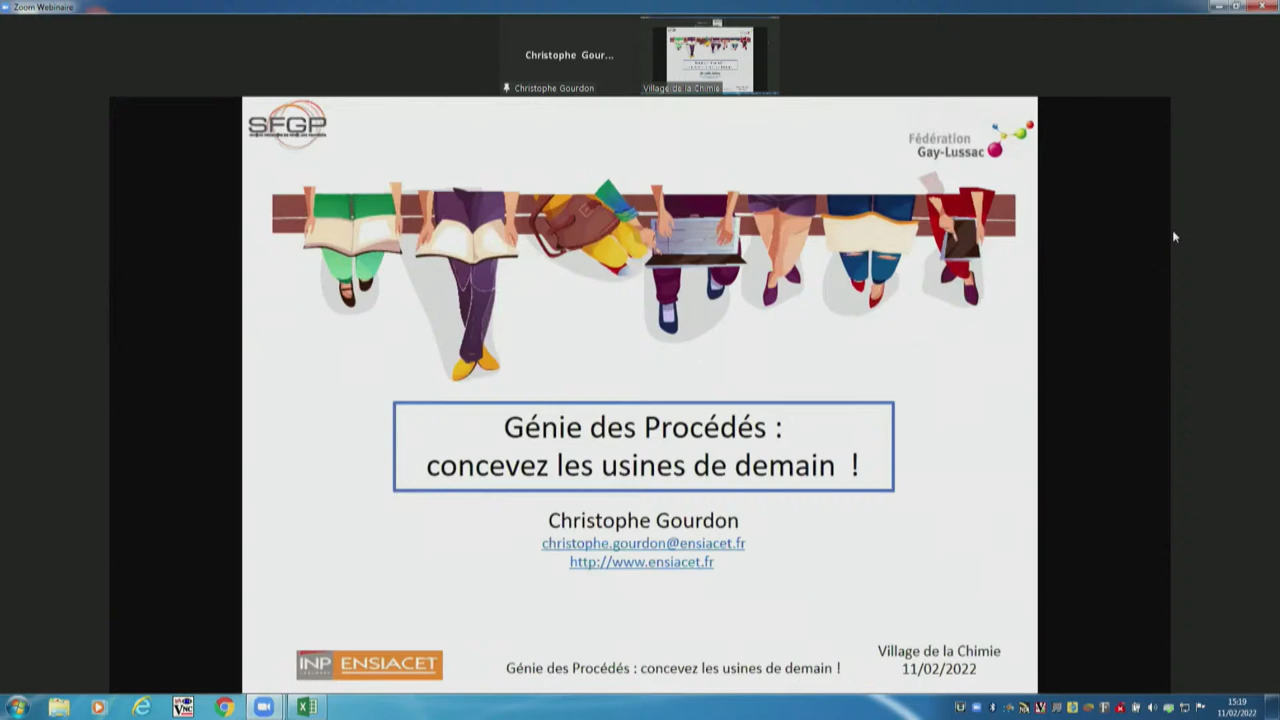 Zoom Webinaire
Christophe Gour...
Christophe Gourdon
Village de la Chimie
SFGP
Fédération
Gay-Lussac
Génie des Procédés :
concevez les usines de demain !
Christophe Gourdon
christophe.gourdon@ensiacet.fr
http://www.ensiacet.fr
INP ENSIACET
Génie des Procédés : concevez les usines de demain !
Village de la Chimie
11/02/2022
VNC
15:19
11/02/2022